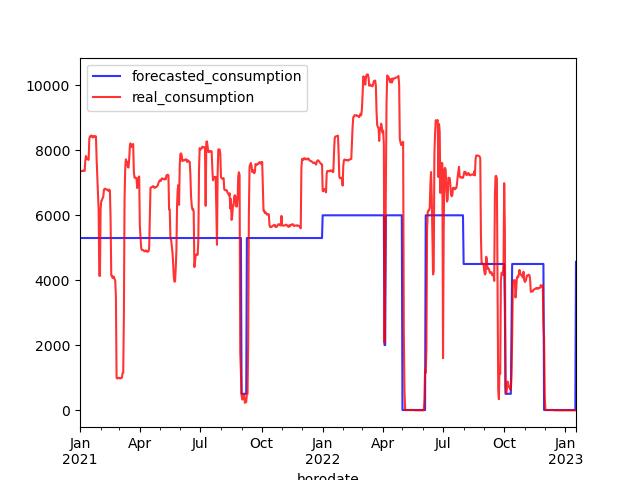 forecasted_consumption
real_consumption
10000
8000
6000
4000
2000
0
Jan Apr Jul Oct Jan Apr Jul Oct Jan
2021 2022 2023
horodate